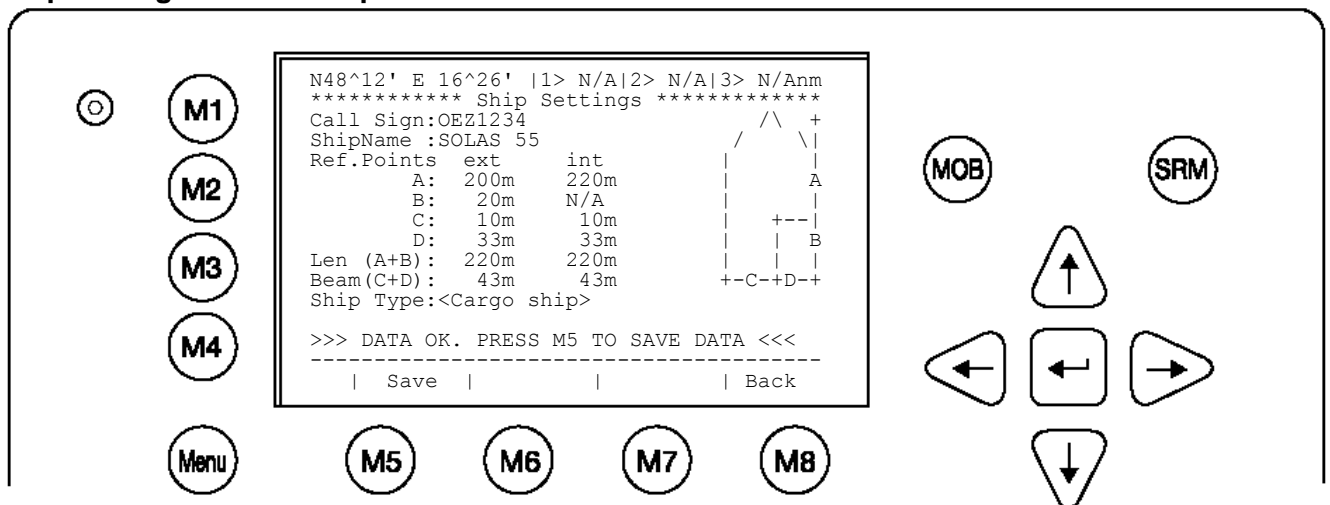 N48^12' E 16^26' |1> N/A|2> N/A|3> N/Anm
************ Ship Settings *************
Call Sign:OEZ1234 /\ +
ShipName :SOLAS 55 / \|
Ref.Points ext int | |
A: 200m 220m | A
B: 20m N/A | |
C: 10m 10m | +--|
D: 33m 33m | | B
Len (A+B): 220m 220m | | |
Beam(C+D): 43m 43m +-C-+D-+
Ship Type:<Cargo ship>
>>> DATA OK. PRESS M5 TO SAVE DATA <<<
----------------------------------------
| Save | | | Back
M1
M2
M3
M4
Menu
M5 M6 M7 M8
MOB SRM